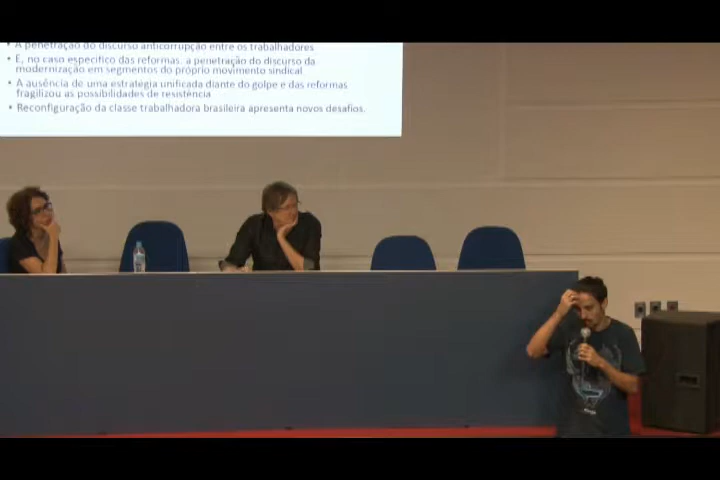 • A penetração do discurso anticorrupção entre os trabalhadores
• E, no caso específico das reformas, a penetração do discurso da
modernização em segmentos do próprio movimento sindical
• A ausência de uma estratégia unificada diante do golpe e das reformas
fragilizou as possibilidades de resistência
• Reconfiguração da classe trabalhadora brasileira apresenta novos desafios.